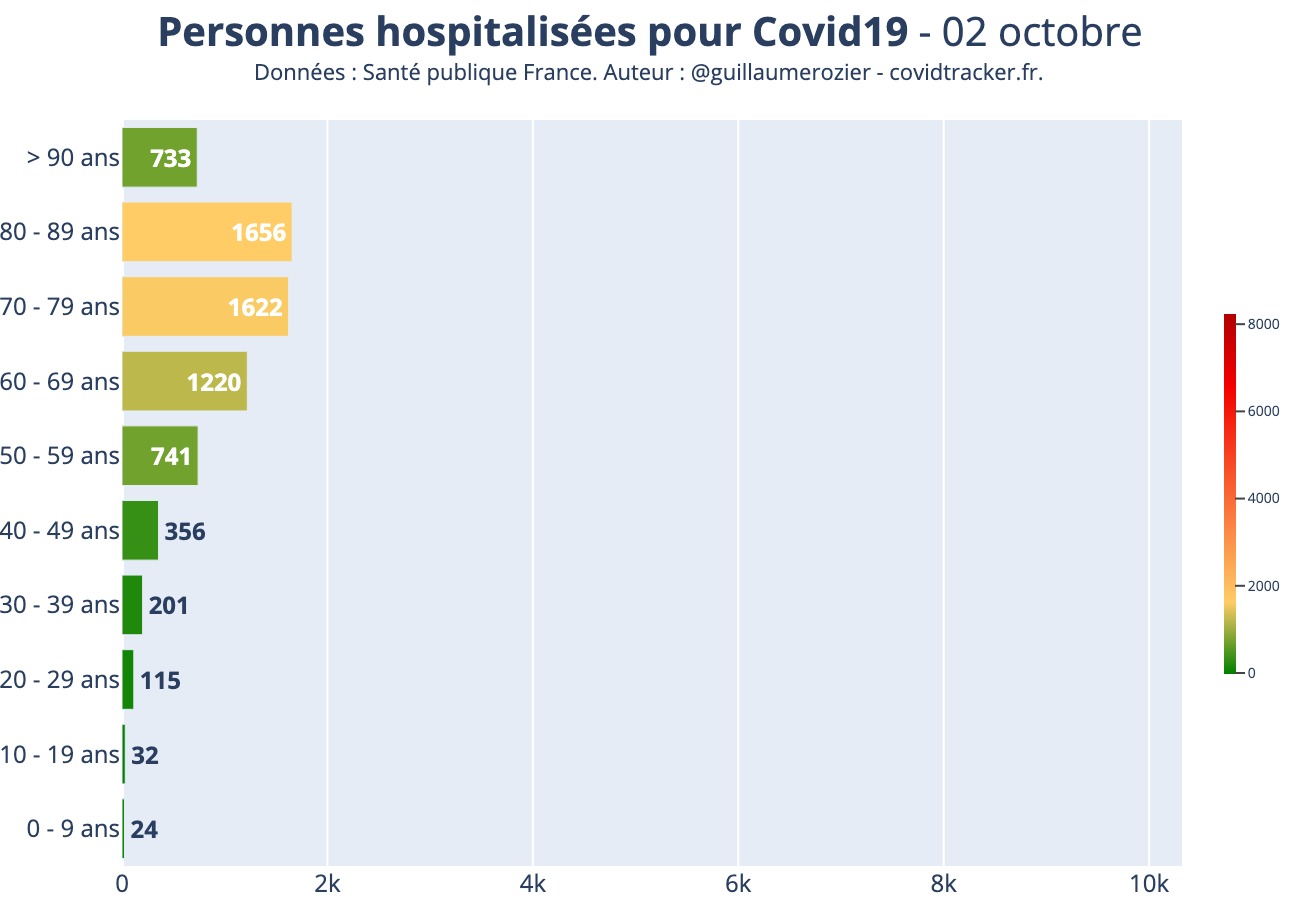 Personnes hospitalisées pour Covid19 - 02 octobre
Données : Santé publique France. Auteur : @guillaumerozier - covidtracker.fr.
> 90 ans 733
80 - 89 ans 1656
70 - 79 ans 1622
60 - 69 ans 1220
50 - 59 ans 741
40 - 49 ans 356
30 - 39 ans 201
20 - 29 ans 115
10 - 19 ans 32
0 - 9 ans 24
0 2k 4k 6k 8k 10k
8000
6000
4000
2000
0